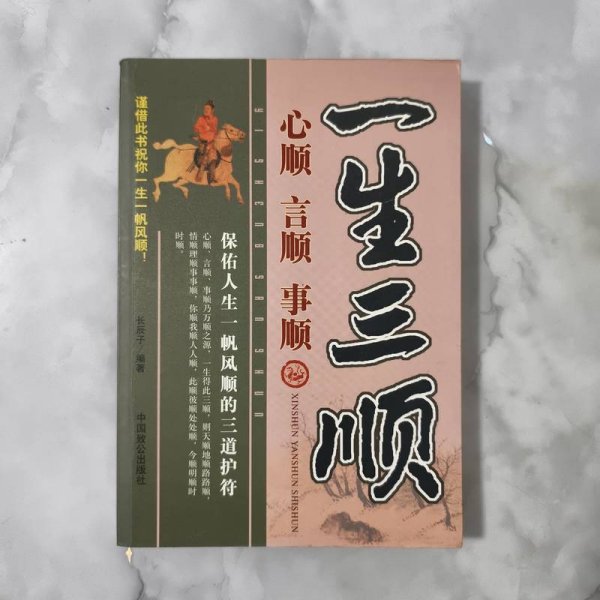 一生三顺
心顺 言顺 事顺
XINSHUN YANSHUN SHISHUN
YI SHENG SAN SHUN
保佑人生一帆风顺的三道护符
心顺、言顺、事顺乃万顺之源，一生得此三顺，则天顺地顺路路顺，
情顺理顺事事顺，你顺我顺人人顺，此顺彼顺处处顺，今顺明顺时
时顺。
谨借此书祝你一生一帆风顺！
长辰子 编著
中国致公出版社